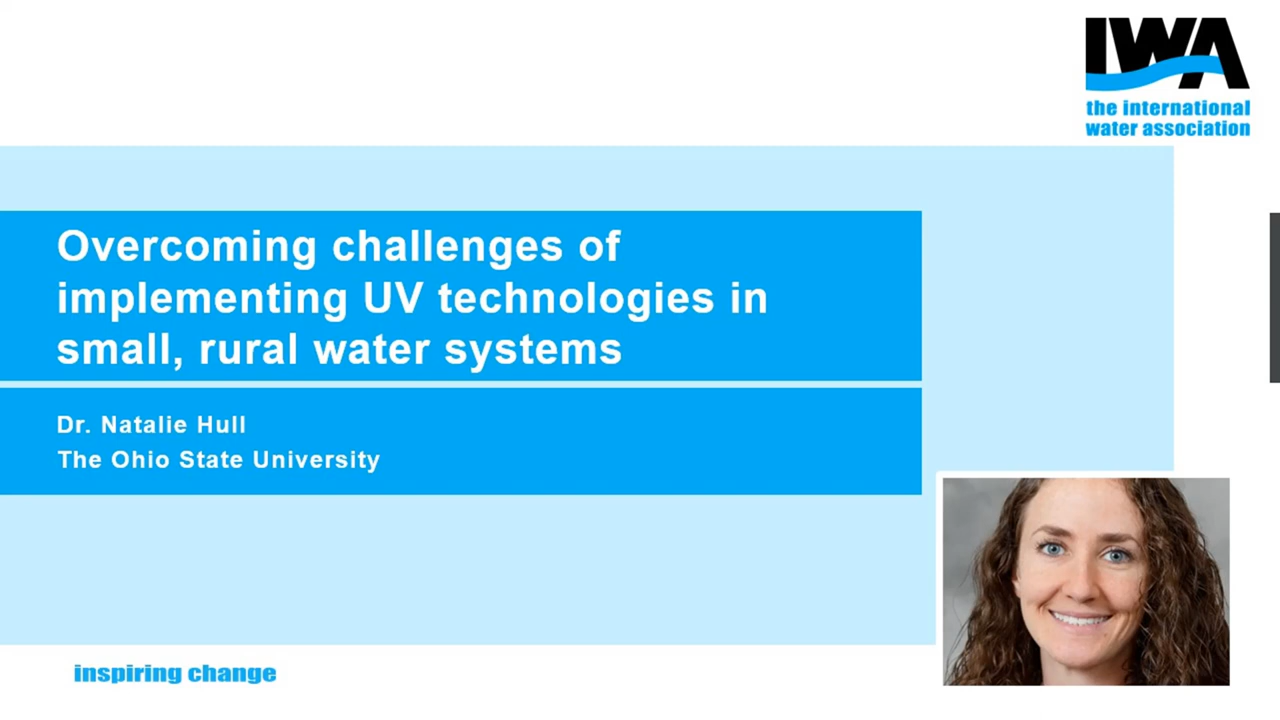 IWA
the international
water association
Overcoming challenges of
implementing UV technologies in
small, rural water systems
Dr. Natalie Hull
The Ohio State University
inspiring change